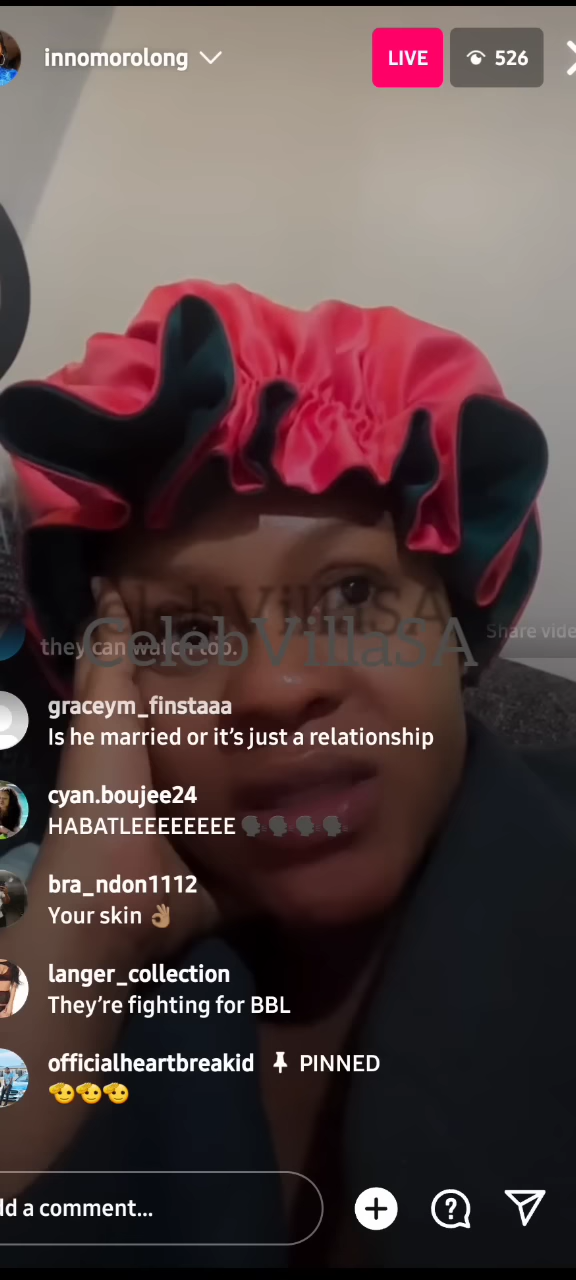 innomorolong
LIVE
526
CelebVillaSA
they can watch too.
Share vide
graceym_finstaaa
Is he married or it's just a relationship
cyan.boujee24
HABATLEEEEEEEE🗣️🗣️🗣️🗣️
bra_ndon1112
Your skin 👌🏽
langer_collection
They're fighting for BBL
officialheartbreakid PINNED
🫡🫡🫡
dd a comment...